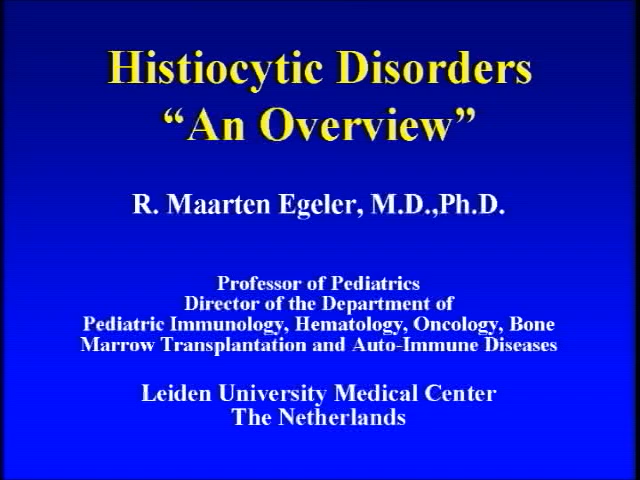 Histiocytic Disorders
“An Overview”
R. Maarten Egeler, M.D.,Ph.D.
Professor of Pediatrics
Director of the Department of
Pediatric Immunology, Hematology, Oncology, Bone
Marrow Transplantation and Auto-Immune Diseases
Leiden University Medical Center
The Netherlands